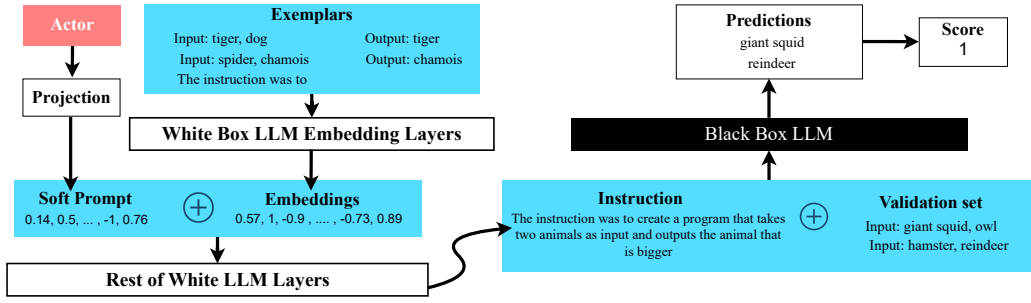 Actor
Projection
Exemplars
Input: tiger, dog Output: tiger
Input: spider, chamois Output: chamois
The instruction was to
White Box LLM Embedding Layers
Soft Prompt
0.14, 0.5, ... , -1, 0.76
Embeddings
0.57, 1, -0.9 , .... , -0.73, 0.89
Rest of White LLM Layers
Instruction
The instruction was to create a program that takes
two animals as input and outputs the animal that
is bigger
Validation set
Input: giant squid, owl
Input: hamster, reindeer
Black Box LLM
Predictions
giant squid
reindeer
Score
1